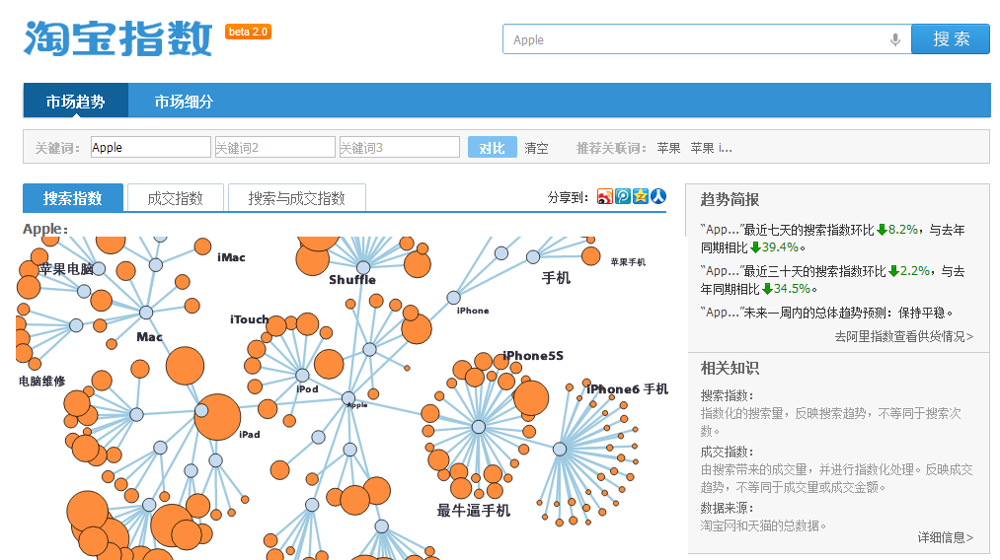 淘宝指数 beta 2.0
Apple 搜 索
市场趋势 市场细分
关键词： Apple 关键词2 关键词3 对比 清空 推荐关联词： 苹果 苹果 i...
搜索指数 成交指数 搜索与成交指数 分享到：
Apple：
iMac
苹果电脑
苹果手机
Shuffle
手机
iPhone
iTouch
Mac
iPhone5S
电脑维修
iPod
iPhone6 手机
Apple
iPad
最牛逼手机
趋势简报
“App...”最近七天的搜索指数环比8.2%，与去年
同期相比39.4%。
“App...”最近三十天的搜索指数环比2.2%，与去
年同期相比34.5%。
“App...”未来一周内的总体趋势预测：保持平稳。
去阿里指数查看供货情况>
相关知识
搜索指数：
指数化的搜索量，反映搜索趋势，不等同于搜索次
数。
成交指数：
由搜索带来的成交量，并进行指数化处理。反映成交
趋势，不等同于成交量或成交金额。
数据来源：
淘宝网和天猫的总数据。
详细信息>